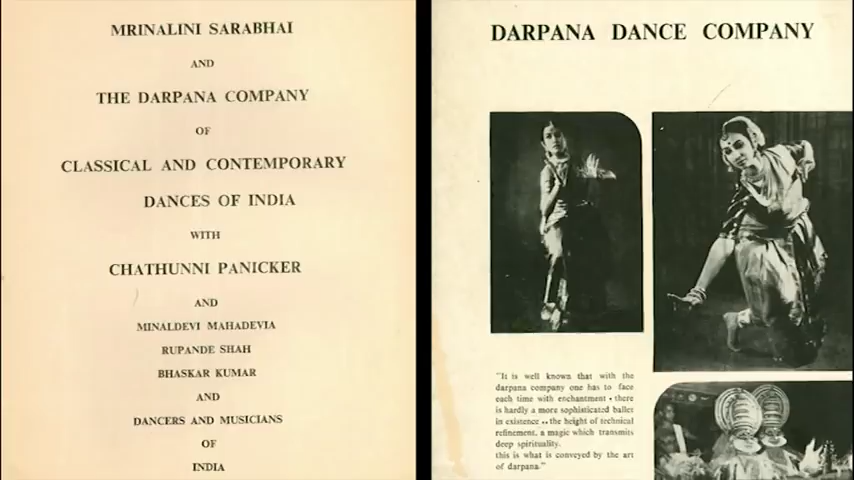 MRINALINI SARABHAI
AND
THE DARPANA COMPANY
OF
CLASSICAL AND CONTEMPORARY
DANCES OF INDIA
WITH
CHATHUNNI PANICKER
AND
MINALDEVI MAHADEVIA
RUPANDE SHAH
BHASKAR KUMAR
AND
DANCERS AND MUSICIANS
OF
INDIA
DARPANA DANCE COMPANY
"It is well known that with the
darpana company one has to face
each time with enchantment • there
is hardly a more sophisticated ballet
in existence •• the height of technical
refinement, a magic which transmits
deep spirituality.
this is what is conveyed by the art
of darpana."